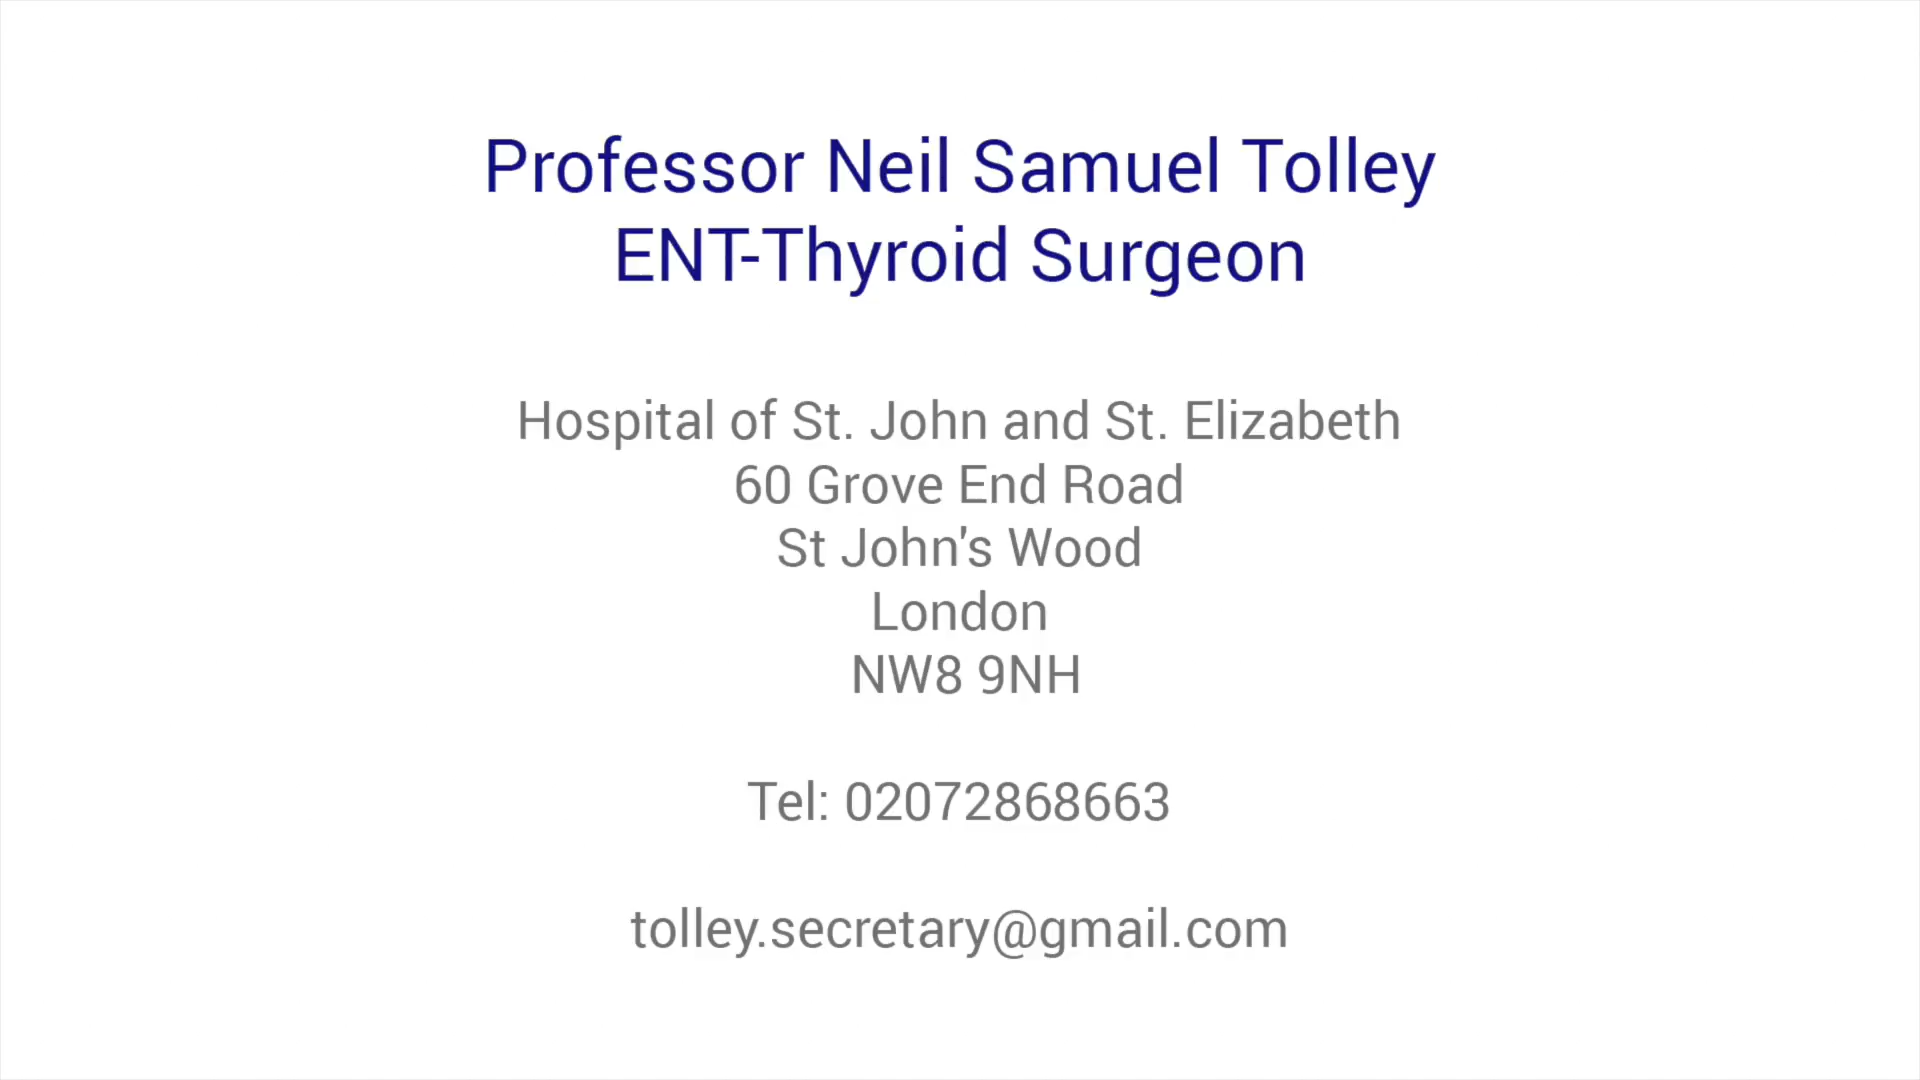 Professor Neil Samuel Tolley
ENT-Thyroid Surgeon
Hospital of St. John and St. Elizabeth
60 Grove End Road
St John's Wood
London
NW8 9NH
Tel: 02072868663
tolley.secretary@gmail.com